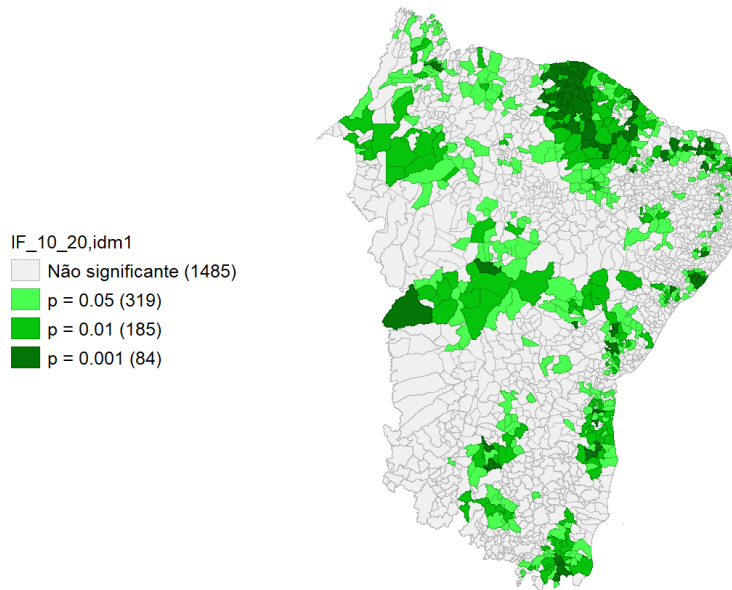 IF_10_20,idm1
Não significante (1485)
p = 0.05 (319)
p = 0.01 (185)
p = 0.001 (84)